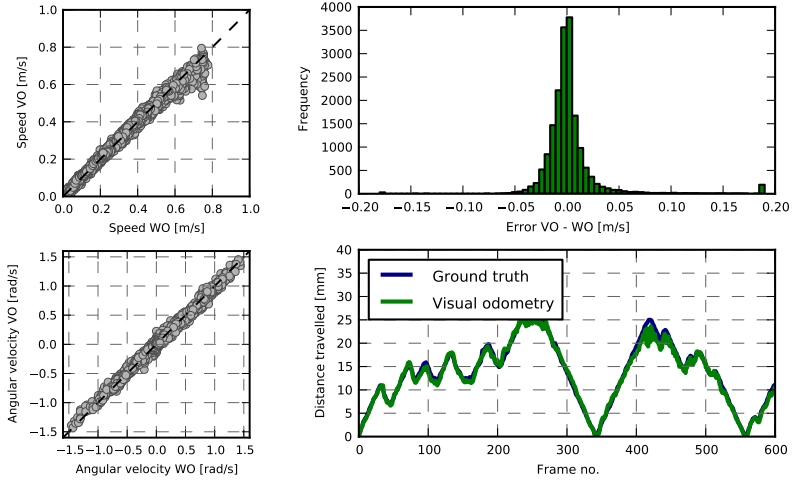 1.0
0.8
0.6
0.4
0.2
0.0
Speed VO [m/s]
0.0 0.2 0.4 0.6 0.8 1.0
Speed WO [m/s]
4000
3500
3000
2500
2000
1500
1000
500
0
Frequency
−0.20 −0.15 −0.10 −0.05 0.00 0.05 0.10 0.15 0.20
Error VO - WO [m/s]
1.5
1.0
0.5
0.0
−0.5
−1.0
−1.5
Angular velocity VO [rad/s]
−1.5 −1.0 −0.5 0.0 0.5 1.0 1.5
Angular velocity WO [rad/s]
40
35
30
25
20
15
10
5
0
Distance travelled [mm]
Ground truth
Visual odometry
0 100 200 300 400 500 600
Frame no.